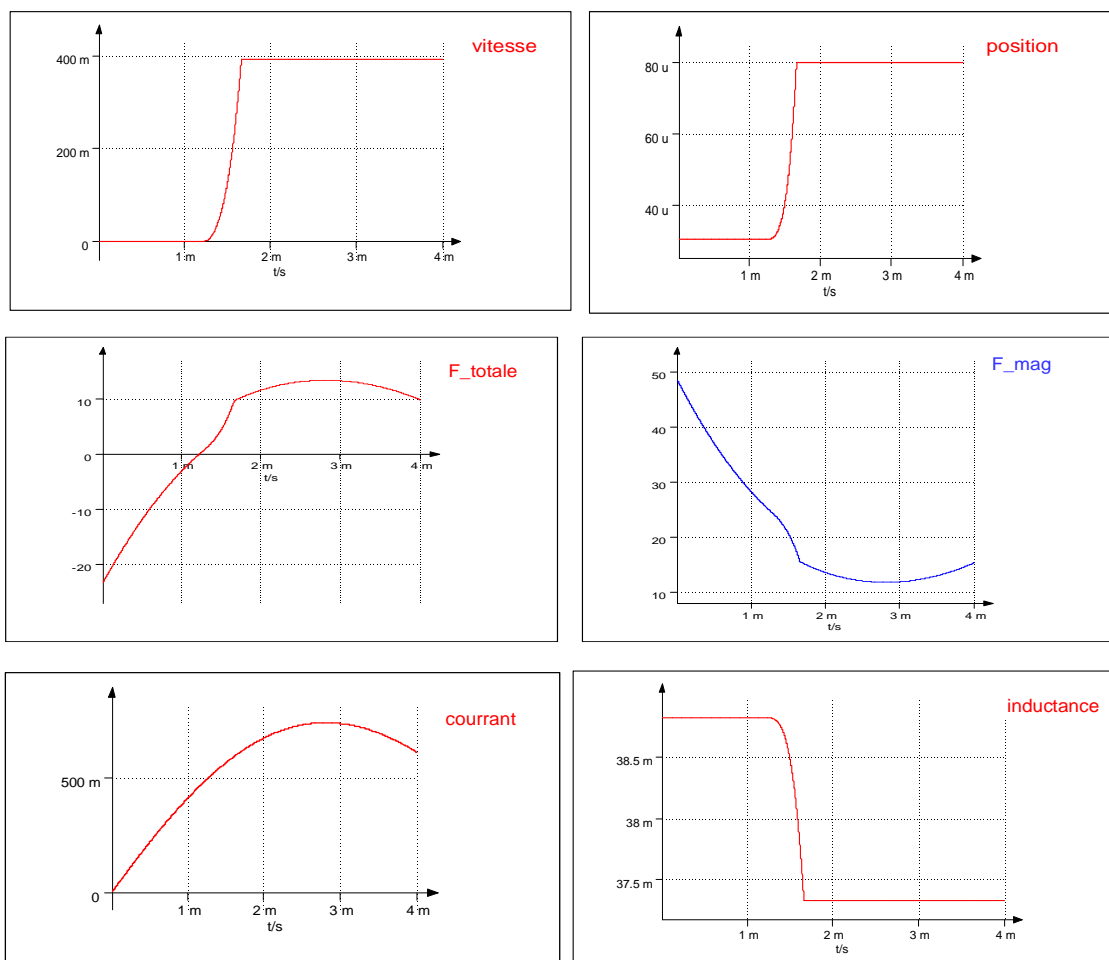 vitesse
400 m
200 m
0
1 m 2 m 3 m 4 m
t/s
position
80 u
60 u
40 u
1 m 2 m 3 m 4 m
t/s
F_totale
10
0
-10
-20
1 m 2 m 3 m 4 m
t/s
F_mag
50
40
30
20
10
1 m 2 m 3 m 4 m
t/s
courrant
500 m
0
1 m 2 m 3 m 4 m
t/s
inductance
38.5 m
38 m
37.5 m
1 m 2 m 3 m 4 m
t/s